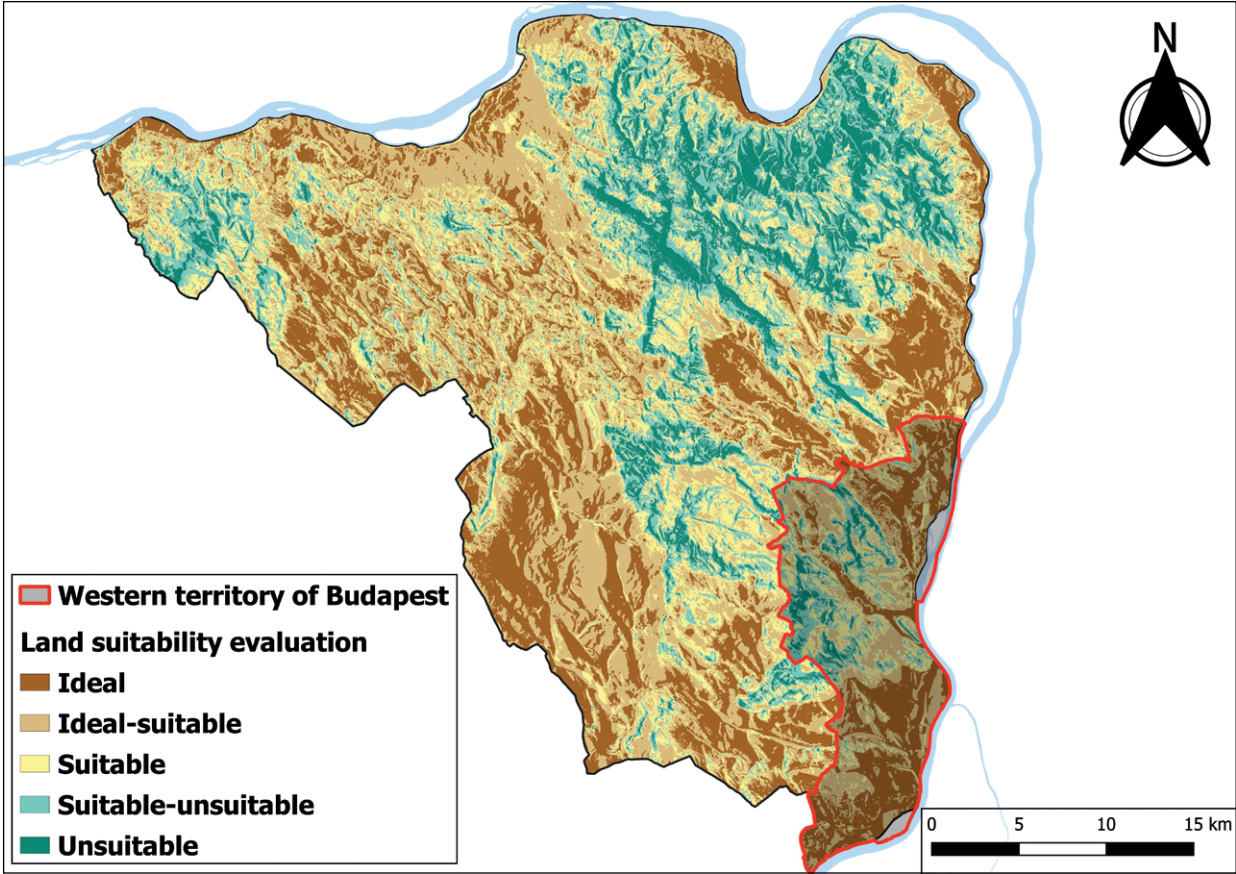 N
Western territory of Budapest
Land suitability evaluation
Ideal
Ideal-suitable
Suitable
Suitable-unsuitable
Unsuitable
0 5 10 15 km